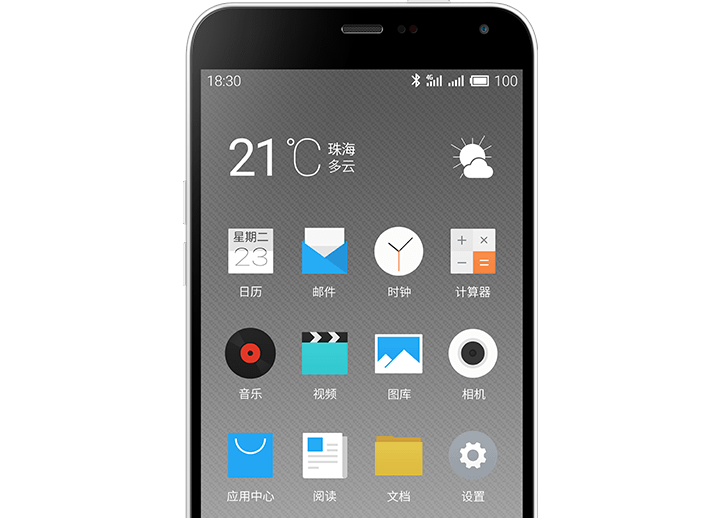 18:30
4G
100
21℃
珠海
多云
星期二
23
日历
邮件
时钟
计算器
音乐
视频
图库
相机
应用中心
阅读
文档
设置